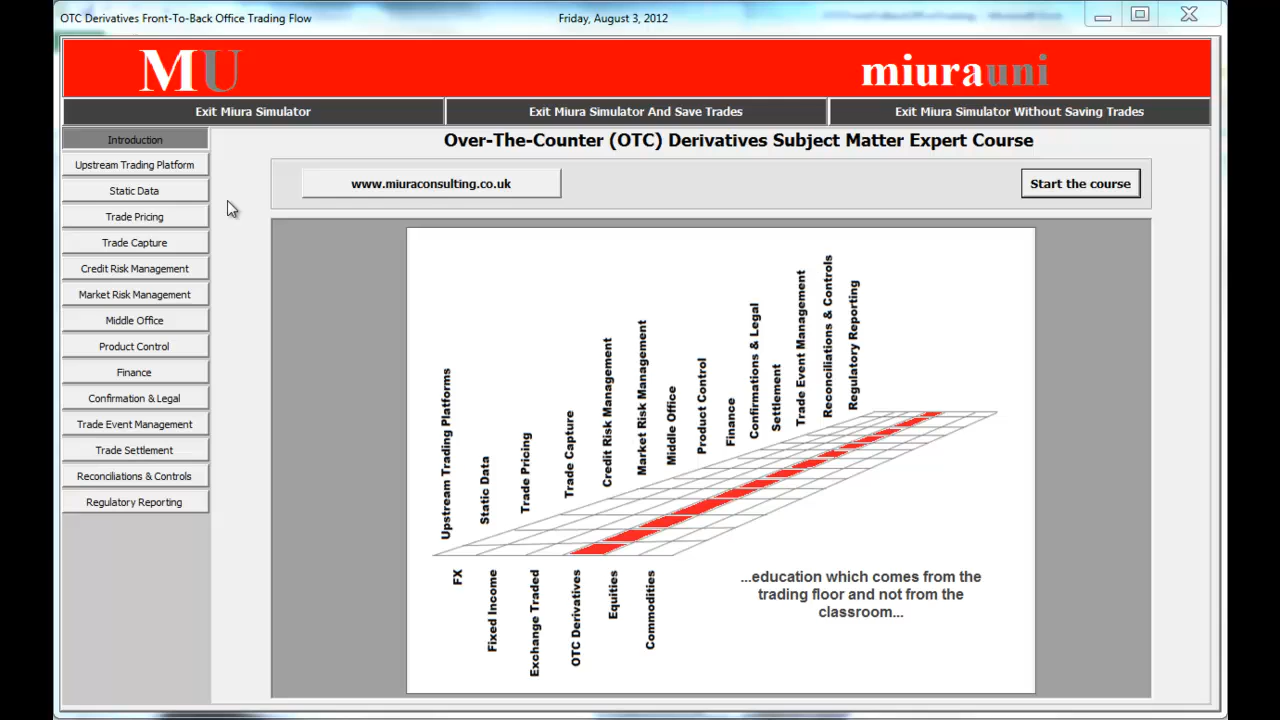 OTC Derivatives Front-To-Back Office Trading Flow
Friday, August 3, 2012
MU
miurauni
Exit Miura Simulator
Exit Miura Simulator And Save Trades
Exit Miura Simulator Without Saving Trades
Introduction
Upstream Trading Platform
Static Data
Trade Pricing
Trade Capture
Credit Risk Management
Market Risk Management
Middle Office
Product Control
Finance
Confirmation & Legal
Trade Event Management
Trade Settlement
Reconciliations & Controls
Regulatory Reporting
Over-The-Counter (OTC) Derivatives Subject Matter Expert Course
www.miuraconsulting.co.uk
Start the course
Upstream Trading Platforms
Static Data
Trade Pricing
Trade Capture
Credit Risk Management
Market Risk Management
Middle Office
Product Control
Finance
Confirmations & Legal
Settlement
Trade Event Management
Reconciliations & Controls
Regulatory Reporting
FX
Fixed Income
Exchange Traded
OTC Derivatives
Equities
Commodities
...education which comes from the
trading floor and not from the
classroom...